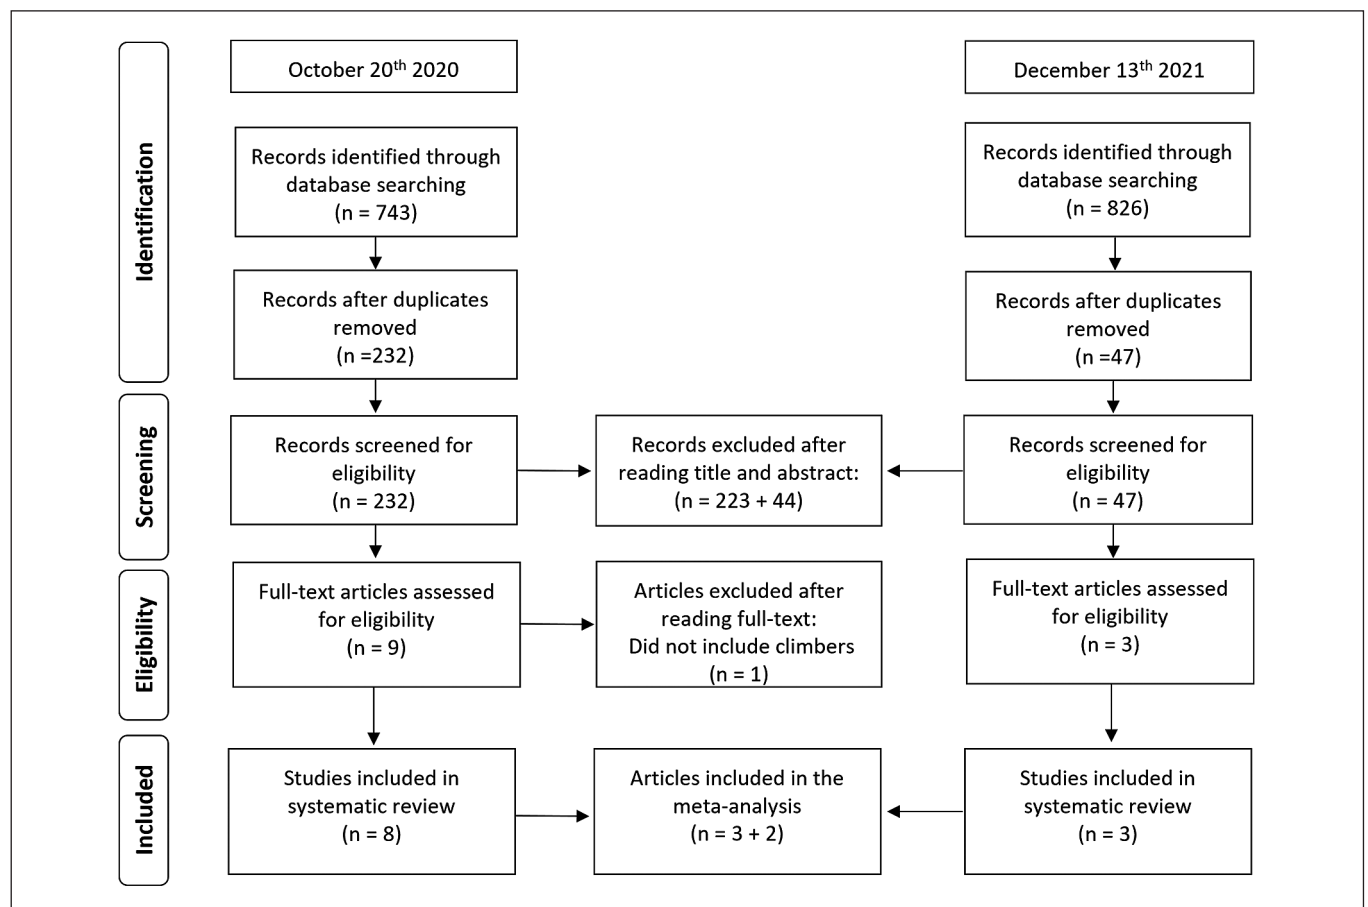 Identification
October 20th 2020
December 13th 2021
Records identified through
database searching
(n = 743)
Records identified through
database searching
(n = 826)
Records after duplicates
removed
(n =232)
Records after duplicates
removed
(n =47)
Screening
Records screened for
eligibility
(n = 232)
Records excluded after
reading title and abstract:
(n = 223 + 44)
Records screened for
eligibility
(n = 47)
Eligibility
Full-text articles assessed
for eligibility
(n = 9)
Articles excluded after
reading full-text:
Did not include climbers
(n = 1)
Full-text articles assessed
for eligibility
(n = 3)
Included
Studies included in
systematic review
(n = 8)
Articles included in the
meta-analysis
(n = 3 + 2)
Studies included in
systematic review
(n = 3)